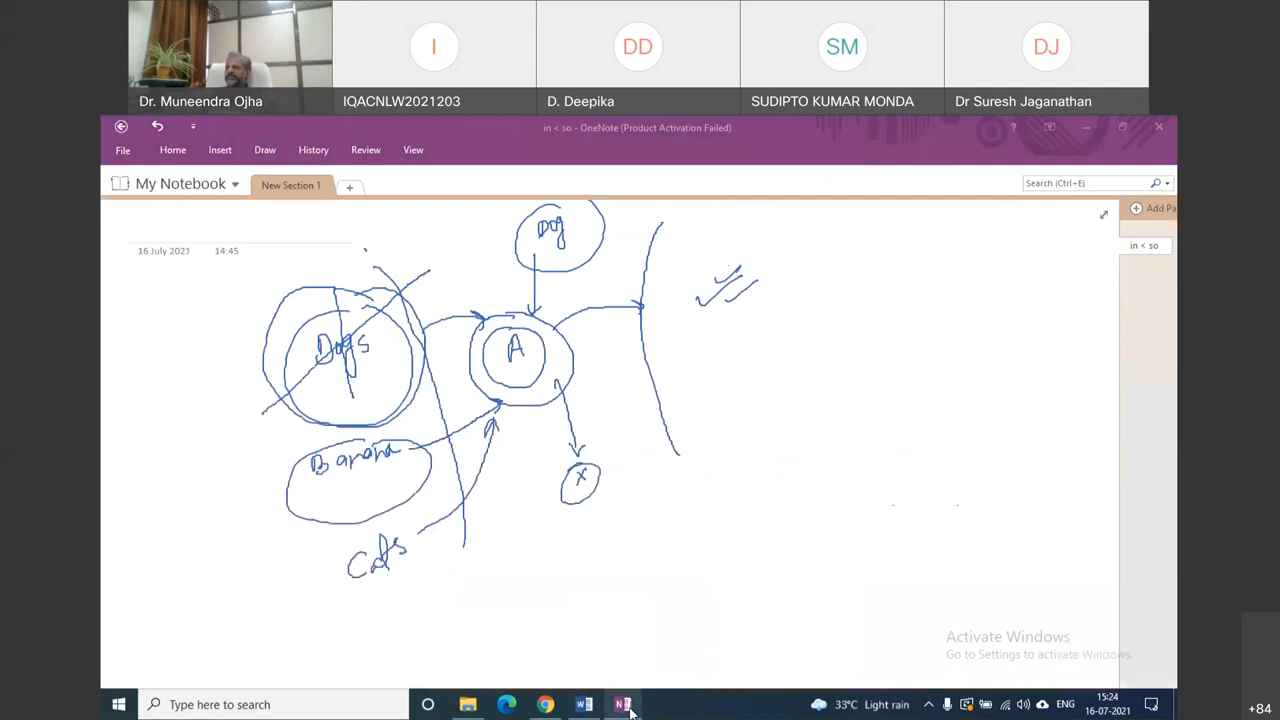 I
DD
SM
DJ
Dr. Muneendra Ojha
IQACNLW2021203
D. Deepika
SUDIPTO KUMAR MONDA
Dr Suresh Jaganathan
in < so - OneNote (Product Activation Failed)
?
File
Home
Insert
Draw
History
Review
View
My Notebook
New Section 1
+
Search (Ctrl+E)
Add Pa
16 July 2021
14:45
in < so
Dog
Dogs
A
Banana
X
Cats
Activate Windows
Go to Settings to activate Windows.
Type here to search
W
N
33°C Light rain
ENG
15:24
16-07-2021
+84